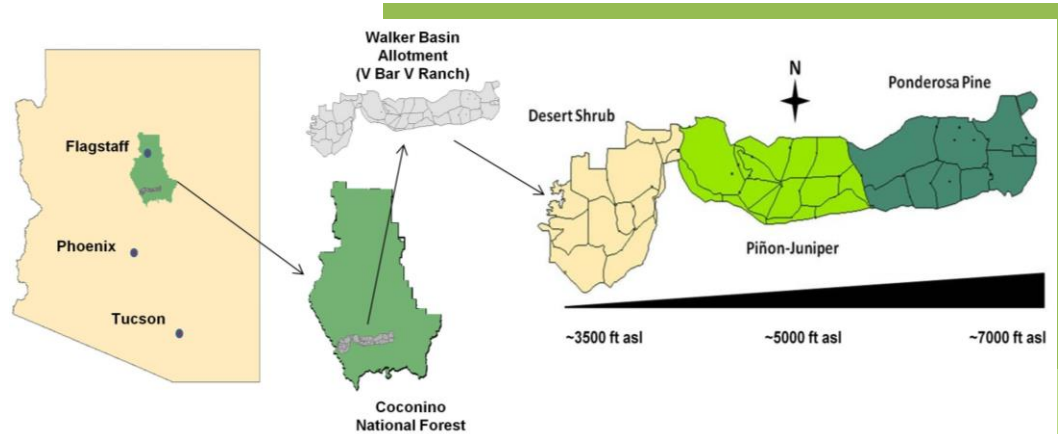 Walker Basin
Allotment
(V Bar V Ranch)
N
Ponderosa Pine
Desert Shrub
Flagstaff
Phoenix
Piñon-Juniper
Tucson
~3500 ft asl
~5000 ft asl
~7000 ft asl
Coconino
National Forest